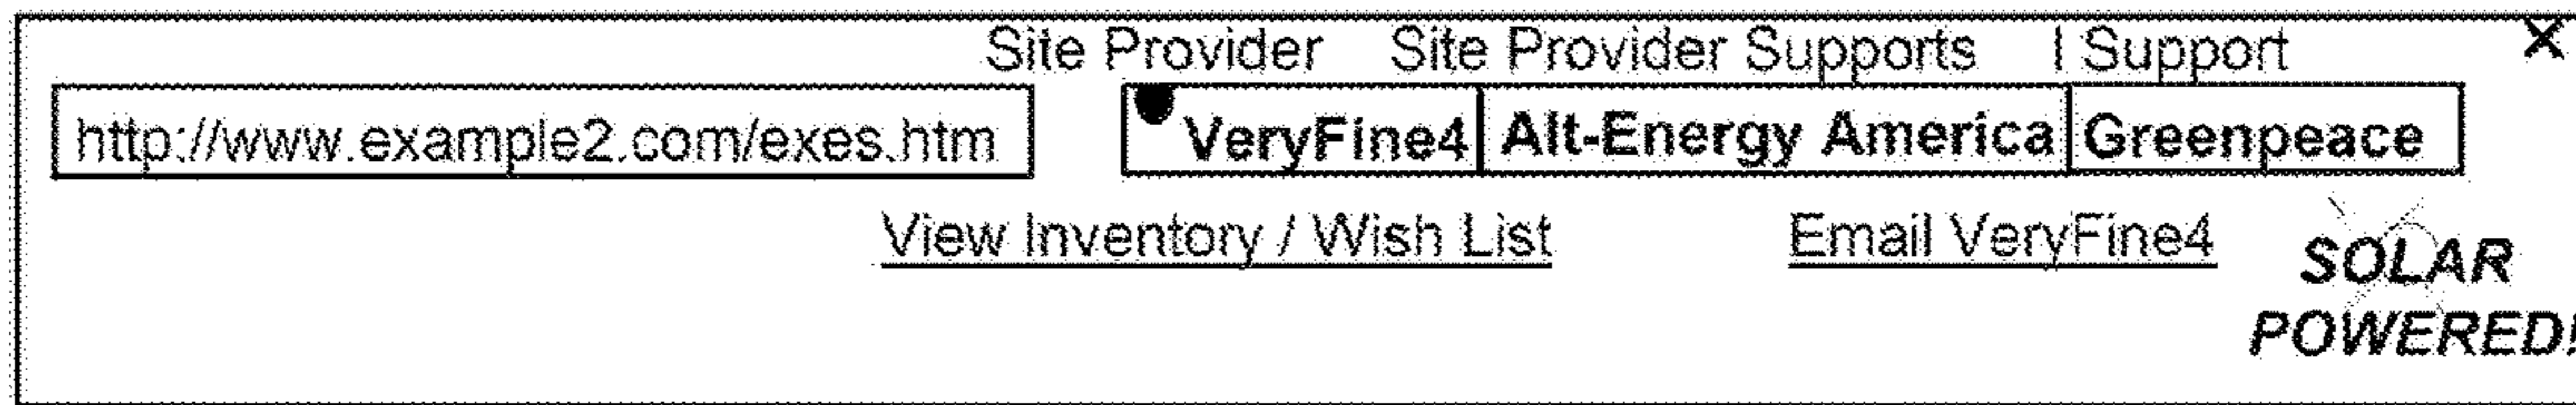 Site Provider Site Provider Supports I Support X
http://www.example2.com/exes.htm VeryFine4 Alt-Energy America Greenpeace
View Inventory / Wish List Email VeryFine4
SOLAR
POWERED!